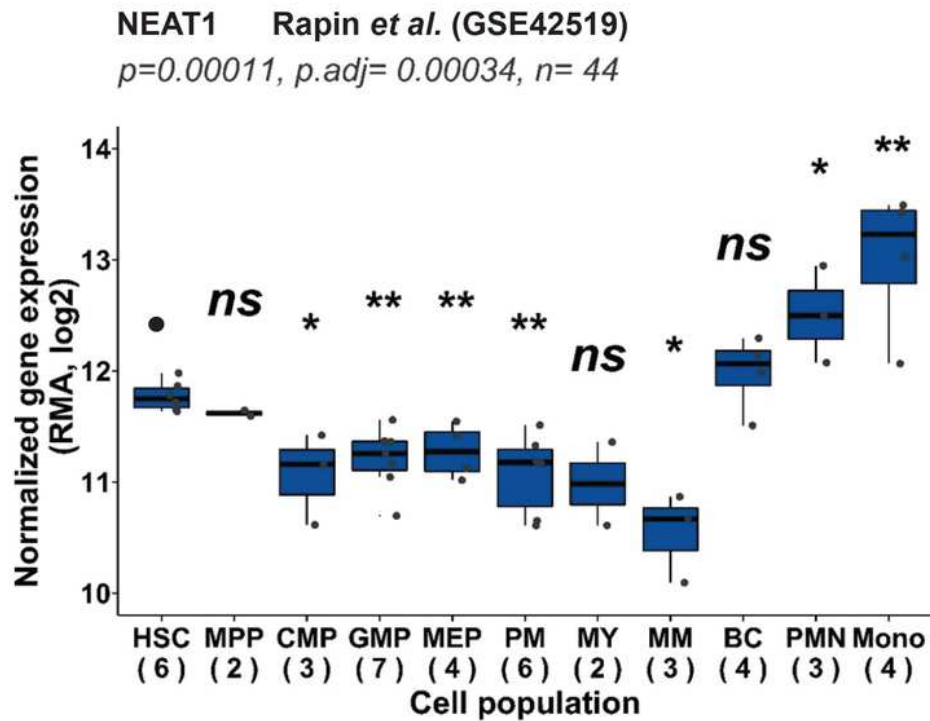 NEAT1 Rapin et al. (GSE42519)
p=0.00011, p.adj= 0.00034, n= 44
Normalized gene expression
(RMA, log2)
14
13
12
11
10
ns
*
**
**
**
ns
*
ns
*
**
HSC MPP CMP GMP MEP PM MY MM BC PMN Mono
( 6 ) ( 2 ) ( 3 ) ( 7 ) ( 4 ) ( 6 ) ( 2 ) ( 3 ) ( 4 ) ( 3 ) ( 4 )
Cell population